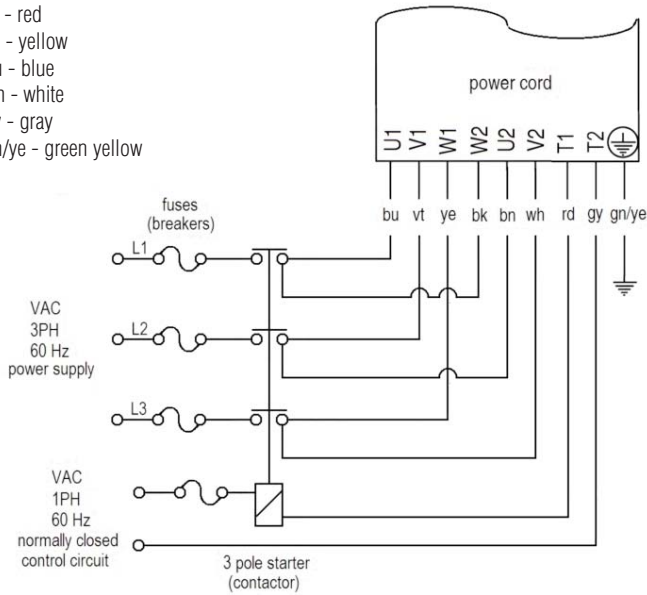 - red
- yellow
- blue
- white
- gray
/ye - green yellow
power cord
U1 V1 W1 W2 U2 V2 T1 T2
bu vt ye bk bn wh rd gy gn/ye
fuses
(breakers)
L1
VAC
3PH
60 Hz
power supply
L2
L3
VAC
1PH
60 Hz
normally closed
control circuit
3 pole starter
(contactor)